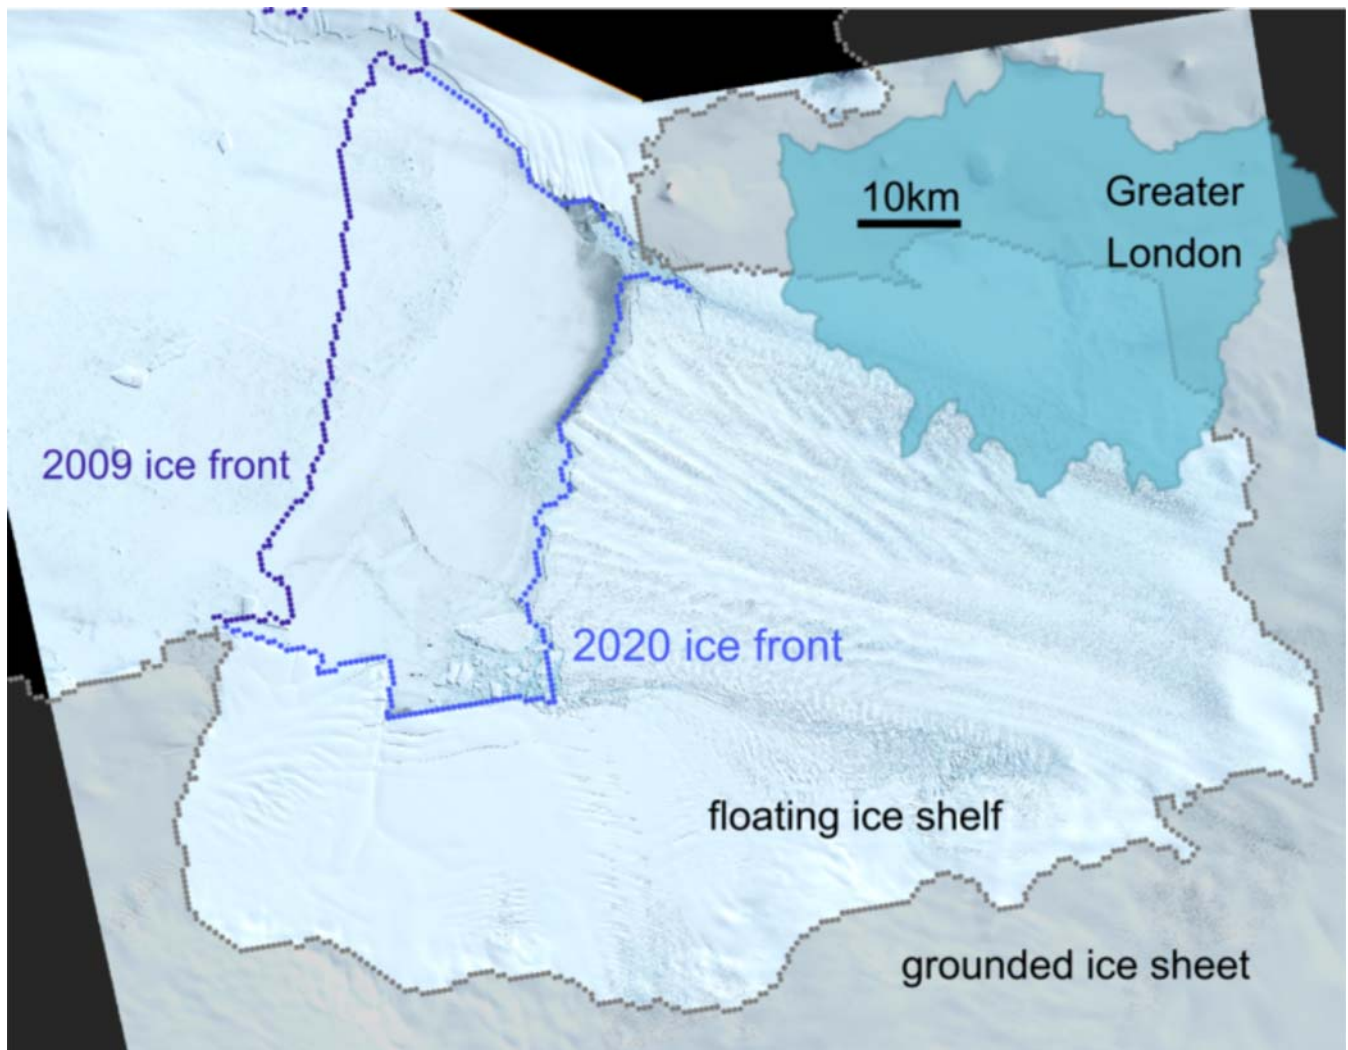 10km
Greater
London
2009 ice front
2020 ice front
floating ice shelf
grounded ice sheet